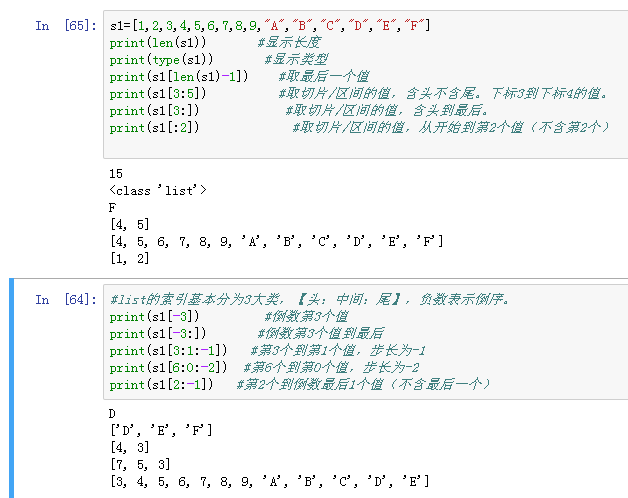 In [65]: s1=[1,2,3,4,5,6,7,8,9,"A","B","C","D","E","F"]
print(len(s1)) #显示长度
print(type(s1)) #显示类型
print(s1[len(s1)-1]) #取最后一个值
print(s1[3:5]) #取切片/区间的值，含头不含尾。下标3到下标4的值。
print(s1[3:]) #取切片/区间的值，含头到最后。
print(s1[:2]) #取切片/区间的值，从开始到第2个值（不含第2个）
15
<class 'list'>
F
[4, 5]
[4, 5, 6, 7, 8, 9, 'A', 'B', 'C', 'D', 'E', 'F']
[1, 2]
In [64]: #list的索引基本分为3大类，【头：中间：尾】，负数表示倒序。
print(s1[-3]) #倒数第3个值
print(s1[-3:]) #倒数第3个值到最后
print(s1[3:1:-1]) #第3个到第1个值，步长为-1
print(s1[6:0:-2]) #第6个到第0个值，步长为-2
print(s1[2:-1]) #第2个到倒数最后1个值（不含最后一个）
D
['D', 'E', 'F']
[4, 3]
[7, 5, 3]
[3, 4, 5, 6, 7, 8, 9, 'A', 'B', 'C', 'D', 'E']